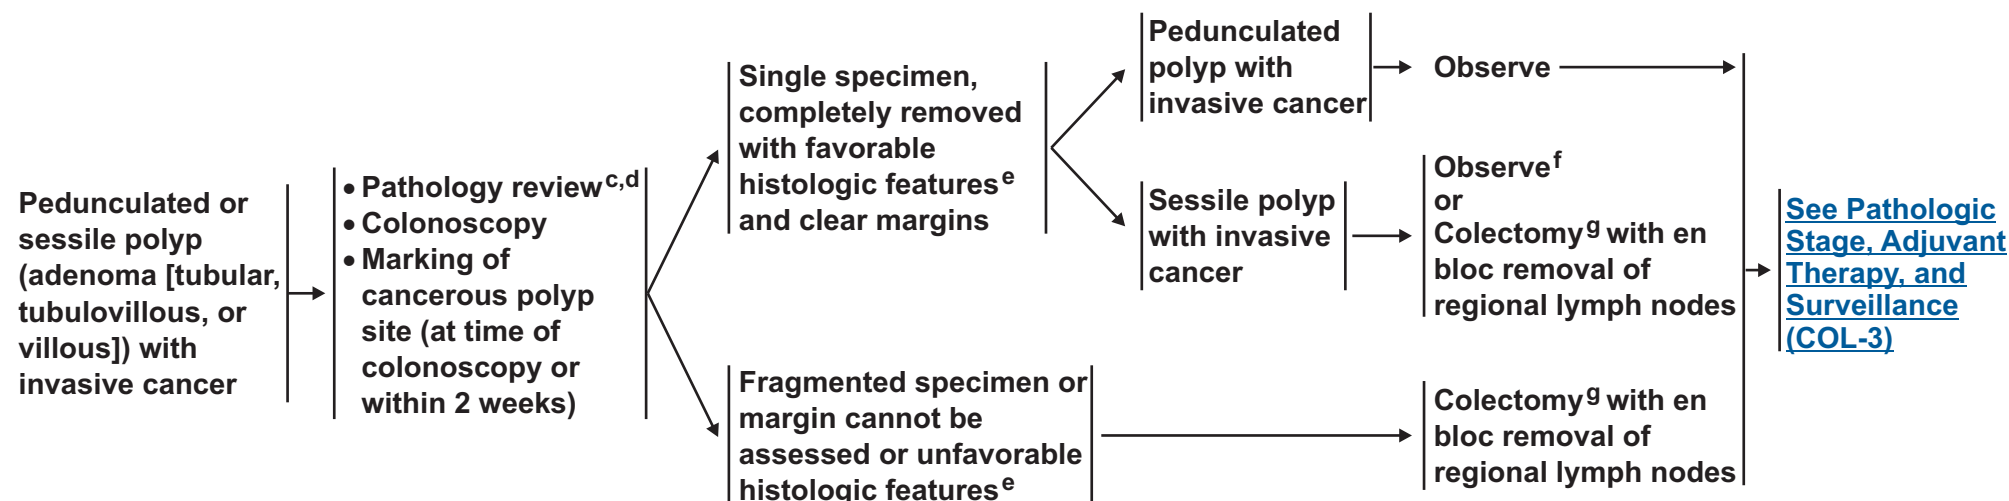 Pedunculated or
sessile polyp
(adenoma [tubular,
tubulovillous, or
villous]) with
invasive cancer
• Pathology review c,d
• Colonoscopy
• Marking of
cancerous polyp
site (at time of
colonoscopy or
within 2 weeks)
Single specimen,
completely removed
with favorable
histologic features e
and clear margins
Fragmented specimen or
margin cannot be
assessed or unfavorable
histologic features e
Pedunculated
polyp with
invasive cancer
Sessile polyp
with invasive
cancer
Observe
Observe f
or
Colectomy g with en
bloc removal of
regional lymph nodes
Colectomy g with en
bloc removal of
regional lymph nodes
See Pathologic
Stage, Adjuvant
Therapy, and
Surveillance
(COL-3)